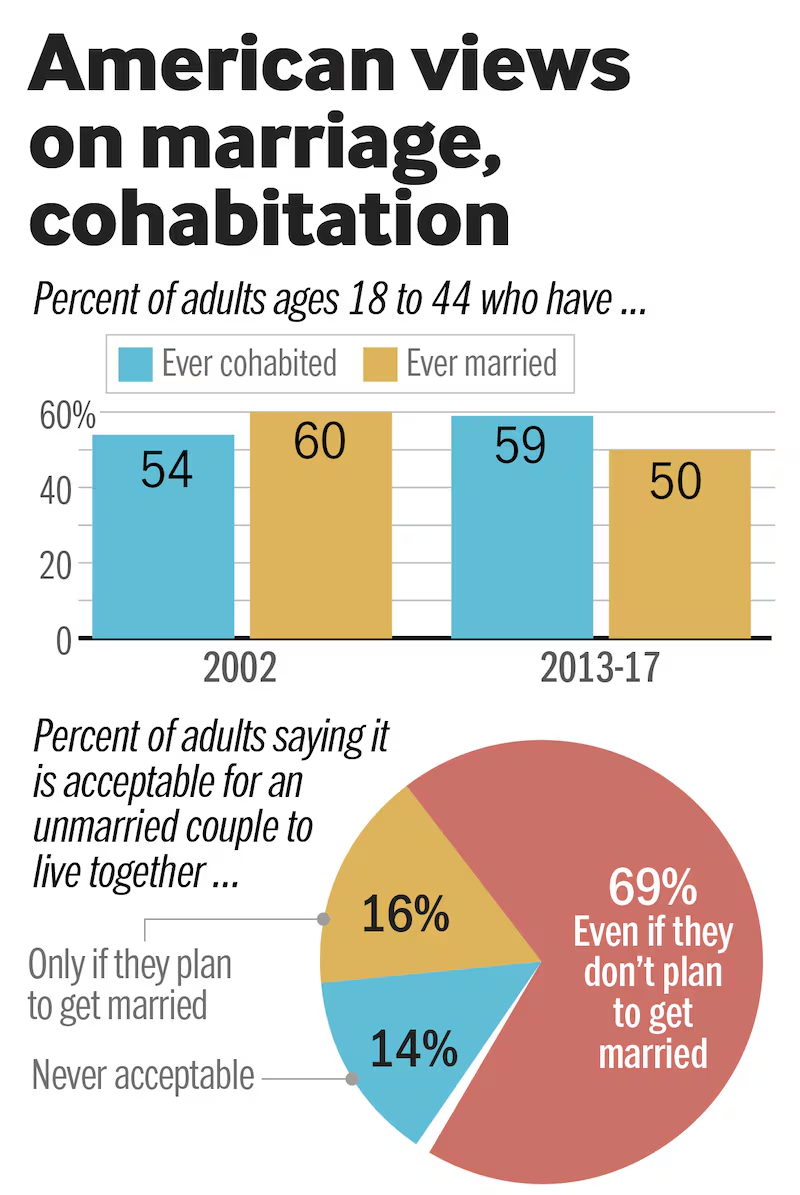 American views
on marriage,
cohabitation
Percent of adults ages 18 to 44 who have ...
Ever cohabited Ever married
60%
40
20
0
54
60
59
50
2002 2013-17
Percent of adults saying it
is acceptable for an
unmarried couple to
live together ...
16%
Only if they plan
to get married
14%
Never acceptable
69%
Even if they
don’t plan
to get
married